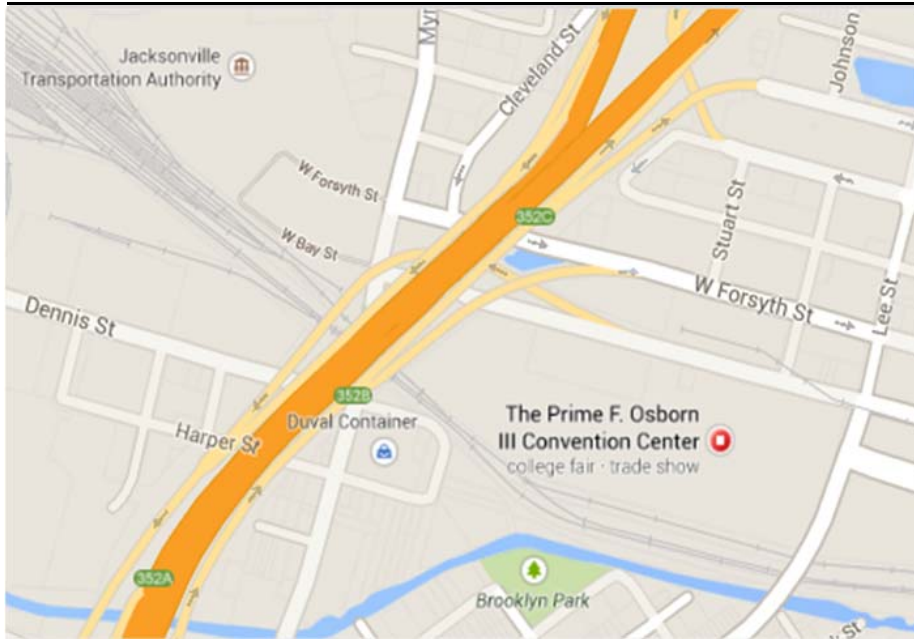 Jacksonville
Transportation Authority
Cleveland St
Johnson
W Forsyth St
352C
Stuart St
W Bay St
W Forsyth St
Lee St
Dennis St
352B
Duval Container
The Prime F. Osborn
III Convention Center
college fair · trade show
Harper St
352A
Brooklyn Park
St